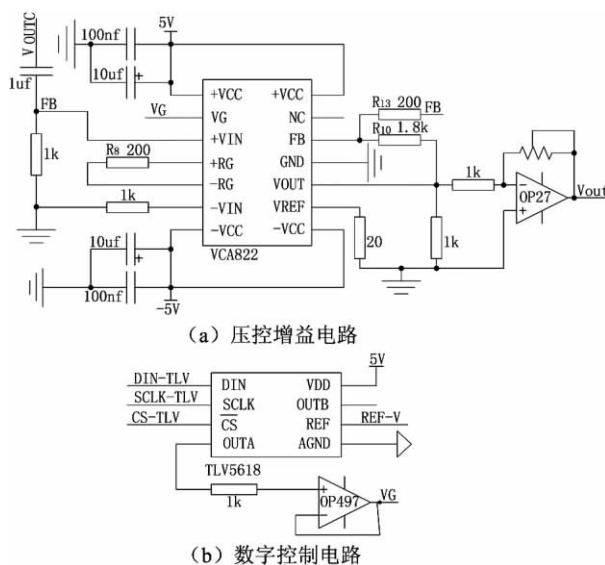 V OUTC
1uf
FB
1k
100nf
5V
10uf
+
VG
R8 200
1k
10uf
+
100nf
-5V
+VCC
VG
+VIN
+RG
-RG
-VIN
-VCC
+VCC
NC
FB
GND
VOUT
VREF
-VCC
VCA822
R13 200
FB
R10 1.8k
20
1k
1k
-
+
OP27
Vout
(a) 压控增益电路
DIN-TLV
SCLK-TLV
CS-TLV
DIN
SCLK
CS
OUTA
VDD
OUTB
REF
AGND
5V
REF-V
TLV5618
1k
+
-
OP497
VG
(b) 数字控制电路